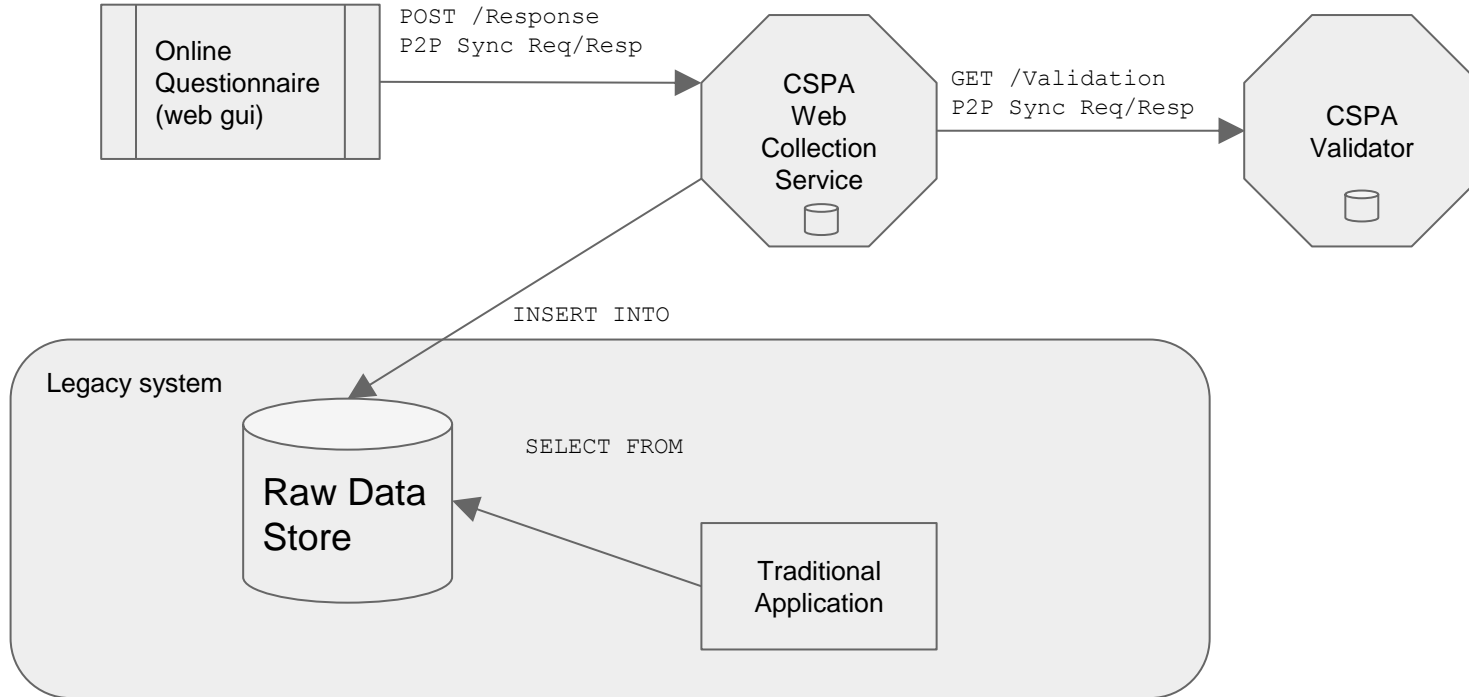 POST /Response
P2P Sync Req/Resp
Online
Questionnaire
(web gui)
CSPA
Web
Collection
Service
GET /Validation
P2P Sync Req/Resp
CSPA
Validator
INSERT INTO
Legacy system
SELECT FROM
Raw Data
Store
Traditional
Application